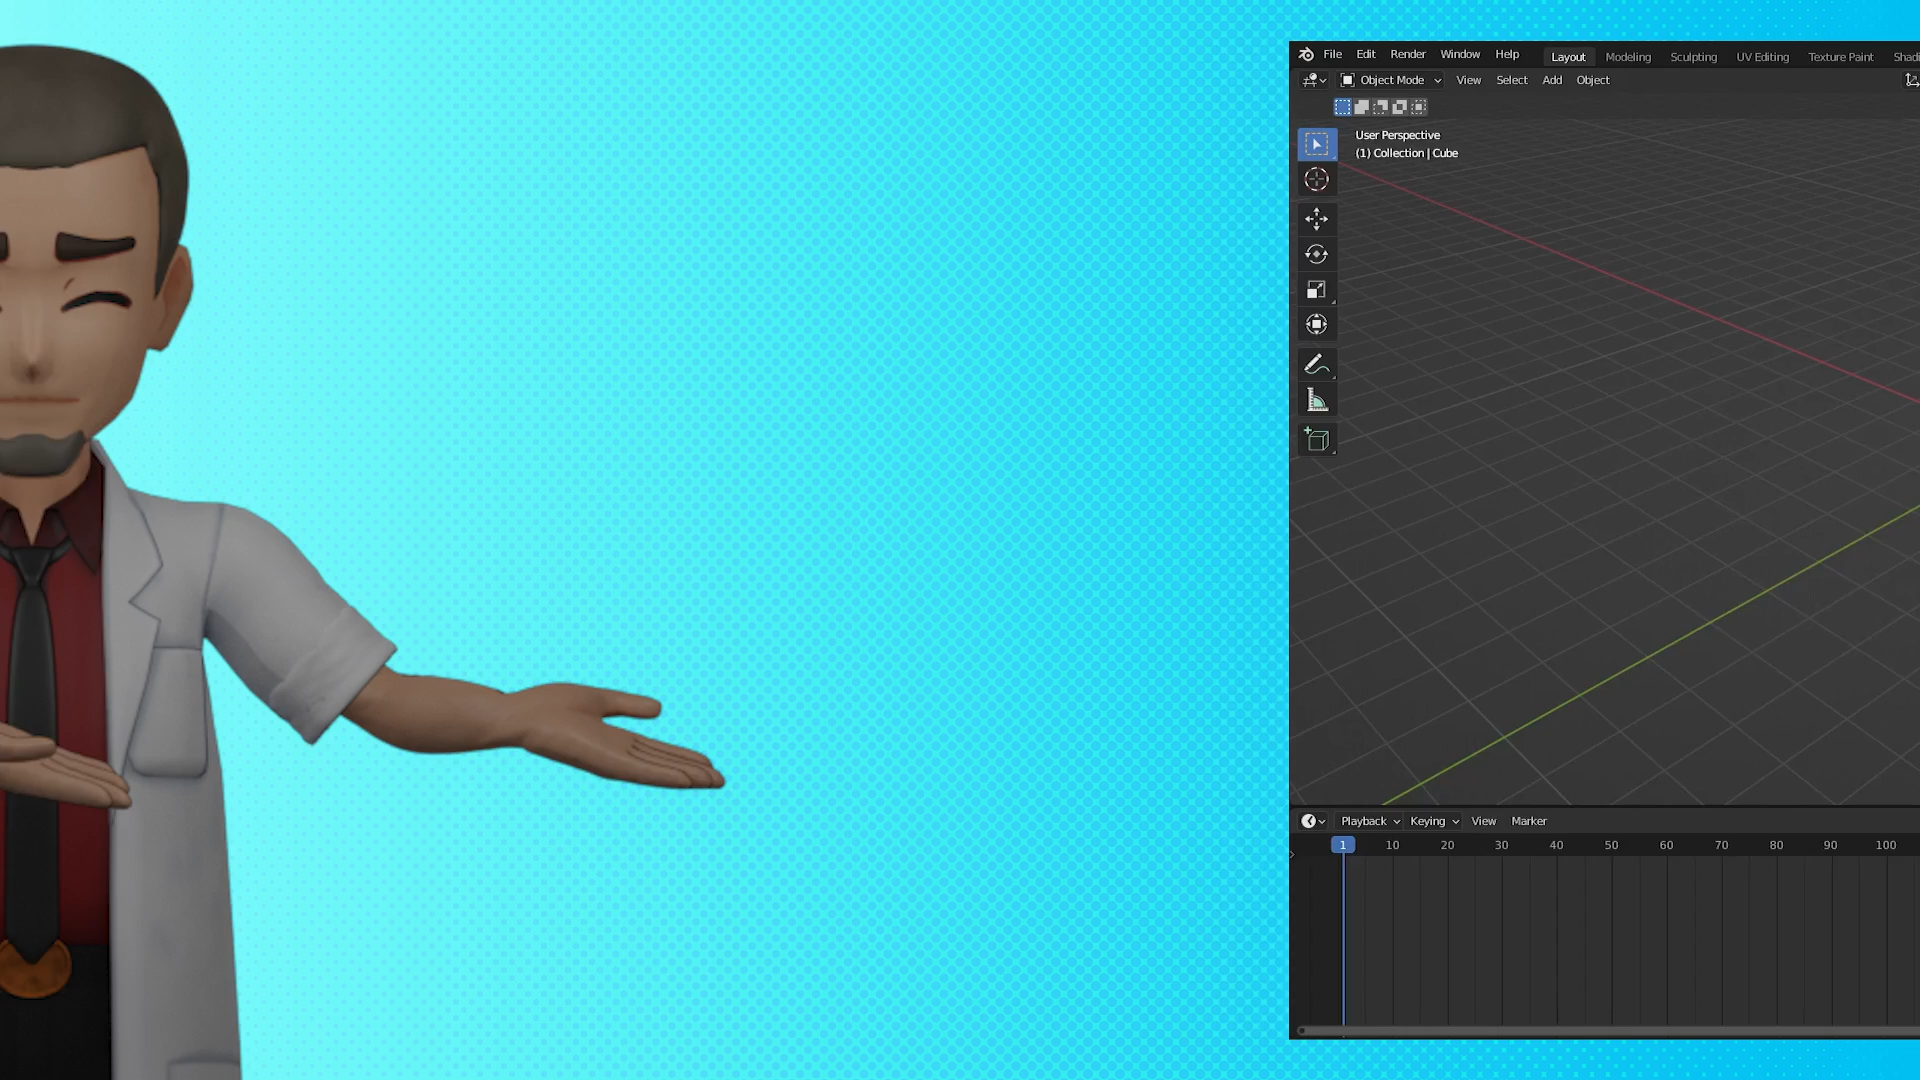 File Edit Render Window Help Layout Modeling Sculpting UV Editing Texture Paint Shadi
Object Mode View Select Add Object
User Perspective
(1) Collection | Cube
Playback Keying View Marker
1 10 20 30 40 50 60 70 80 90 100